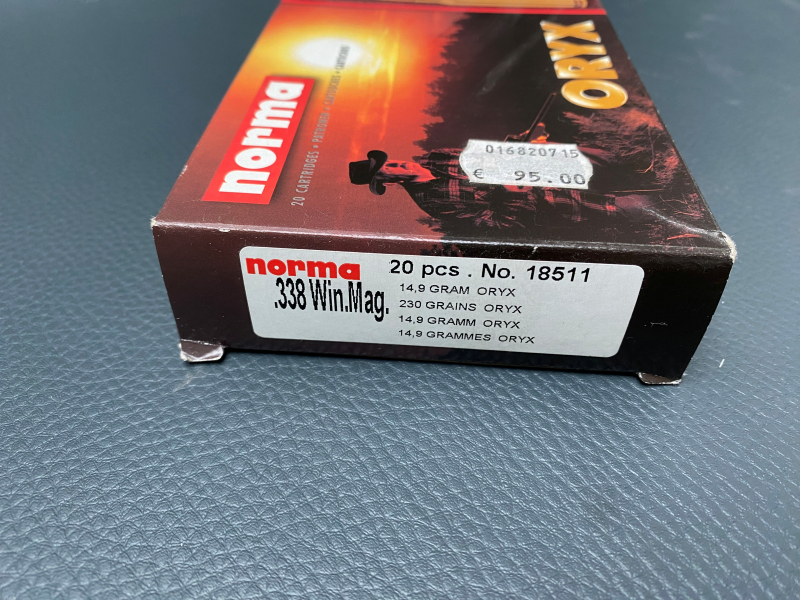 ORYX
norma
20 CARTRIDGES • PATRONEN •
016820715
€ 95.00
norma
.338 Win.Mag.
20 pcs . No. 18511
14,9 GRAM ORYX
230 GRAINS ORYX
14,9 GRAMM ORYX
14,9 GRAMMES ORYX